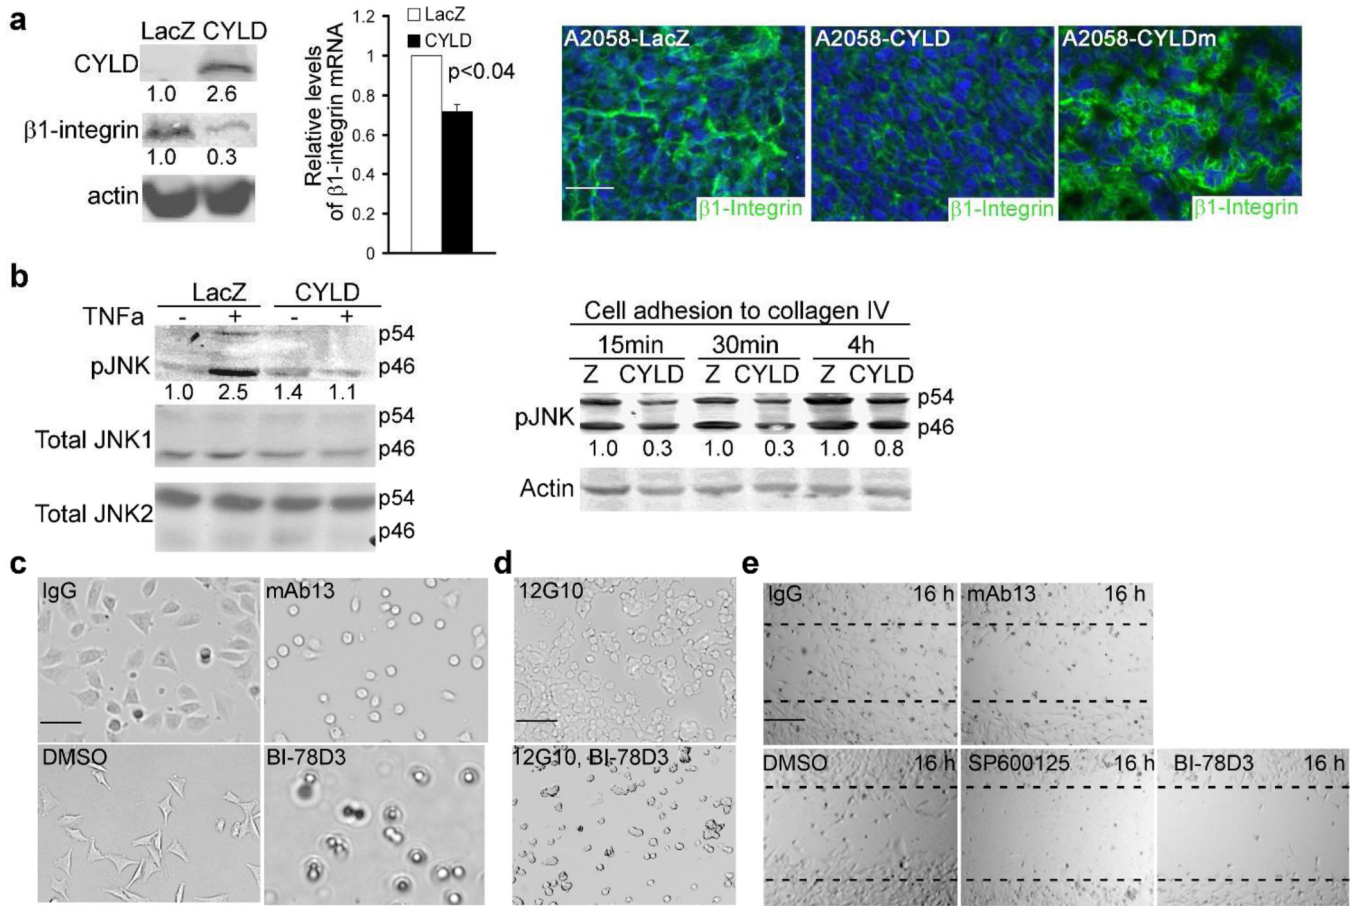 a
LacZ CYLD
CYLD
1.0 2.6
β1-integrin
1.0 0.3
actin
Relative levels
of β1-integrin mRNA
1.2
1
0.8
0.6
0.4
0.2
0
LacZ
CYLD
p<0.04
A2058-LacZ
β1-Integrin
A2058-CYLD
β1-Integrin
A2058-CYLDm
β1-Integrin
b
LacZ CYLD
TNFa - + - +
pJNK
p54
p46
1.0 2.5 1.4 1.1
Total JNK1
p54
p46
Total JNK2
p54
p46
Cell adhesion to collagen IV
15min 30min 4h
Z CYLD Z CYLD Z CYLD
pJNK
p54
p46
1.0 0.3 1.0 0.3 1.0 0.8
Actin
c
IgG
mAb13
DMSO
BI-78D3
d
12G10
12G10, BI-78D3
e
IgG 16 h
mAb13 16 h
DMSO 16 h
SP600125 16 h
BI-78D3 16 h